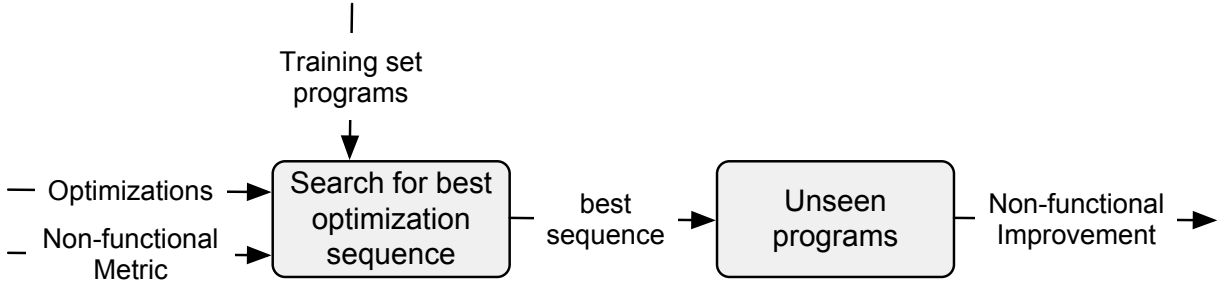 Training set
programs
Optimizations
Non-functional
Metric
Search for best
optimization
sequence
best
sequence
Unseen
programs
Non-functional
Improvement